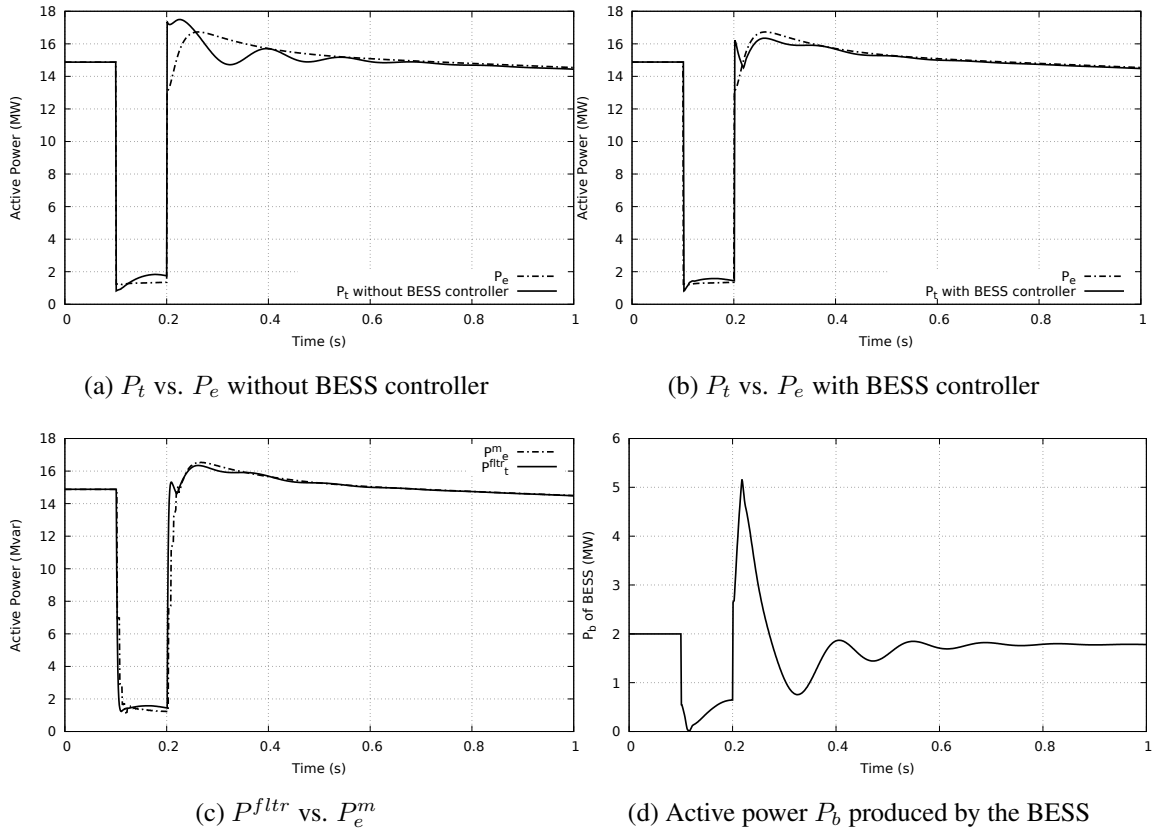 18
16
14
12
10
8
6
4
2
0
Active Power (MW)
0 0.2 0.4 0.6 0.8 1
Time (s)
P_e
P_t without BESS controller
(a) P_t vs. P_e without BESS controller
18
16
14
12
10
8
6
4
2
0
Active Power (MW)
0 0.2 0.4 0.6 0.8 1
Time (s)
P_e
P_t with BESS controller
(b) P_t vs. P_e with BESS controller
18
16
14
12
10
8
6
4
2
0
Active Power (Mvar)
0 0.2 0.4 0.6 0.8 1
Time (s)
P^m_e
P^fltr_t
(c) P^{fltr} vs. P_e^m
6
5
4
3
2
1
0
P_b of BESS (MW)
0 0.2 0.4 0.6 0.8 1
Time (s)
(d) Active power P_b produced by the BESS